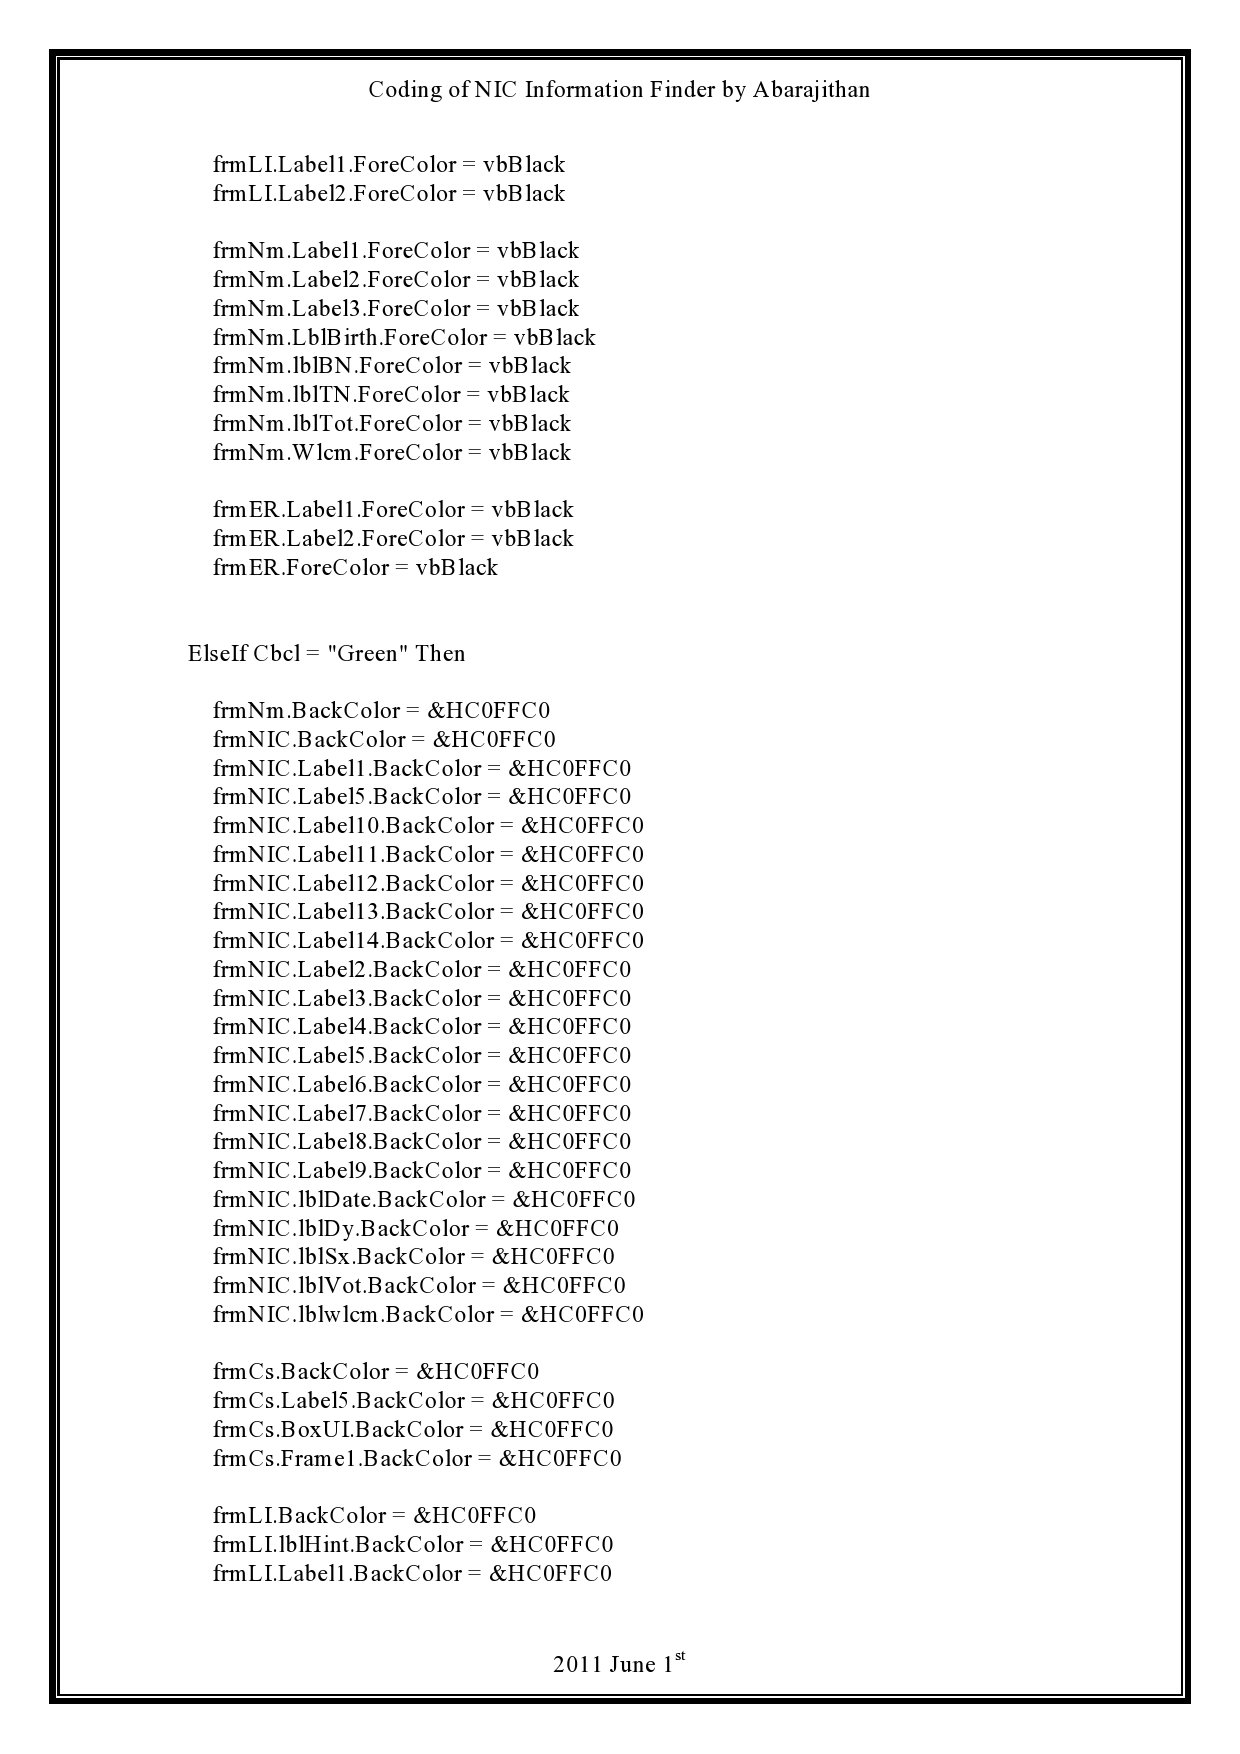 Coding of NIC Information Finder by Abarajithan
frmLI.Label1.ForeColor = vbBlack
frmLI.Label2.ForeColor = vbBlack
frmNm.Label1.ForeColor = vbBlack
frmNm.Label2.ForeColor = vbBlack
frmNm.Label3.ForeColor = vbBlack
frmNm.LblBirth.ForeColor = vbBlack
frmNm.lblBN.ForeColor = vbBlack
frmNm.lblTN.ForeColor = vbBlack
frmNm.lblTot.ForeColor = vbBlack
frmNm.Wlcm.ForeColor = vbBlack
frmER.Label1.ForeColor = vbBlack
frmER.Label2.ForeColor = vbBlack
frmER.ForeColor = vbBlack
ElseIf Cbcl = "Green" Then
frmNm.BackColor = &HC0FFC0
frmNIC.BackColor = &HC0FFC0
frmNIC.Label1.BackColor = &HC0FFC0
frmNIC.Label5.BackColor = &HC0FFC0
frmNIC.Label10.BackColor = &HC0FFC0
frmNIC.Label11.BackColor = &HC0FFC0
frmNIC.Label12.BackColor = &HC0FFC0
frmNIC.Label13.BackColor = &HC0FFC0
frmNIC.Label14.BackColor = &HC0FFC0
frmNIC.Label2.BackColor = &HC0FFC0
frmNIC.Label3.BackColor = &HC0FFC0
frmNIC.Label4.BackColor = &HC0FFC0
frmNIC.Label5.BackColor = &HC0FFC0
frmNIC.Label6.BackColor = &HC0FFC0
frmNIC.Label7.BackColor = &HC0FFC0
frmNIC.Label8.BackColor = &HC0FFC0
frmNIC.Label9.BackColor = &HC0FFC0
frmNIC.lblDate.BackColor = &HC0FFC0
frmNIC.lblDy.BackColor = &HC0FFC0
frmNIC.lblSx.BackColor = &HC0FFC0
frmNIC.lblVot.BackColor = &HC0FFC0
frmNIC.lblwlcm.BackColor = &HC0FFC0
frmCs.BackColor = &HC0FFC0
frmCs.Label5.BackColor = &HC0FFC0
frmCs.BoxUI.BackColor = &HC0FFC0
frmCs.Frame1.BackColor = &HC0FFC0
frmLI.BackColor = &HC0FFC0
frmLI.lblHint.BackColor = &HC0FFC0
frmLI.Label1.BackColor = &HC0FFC0
2011 June 1st